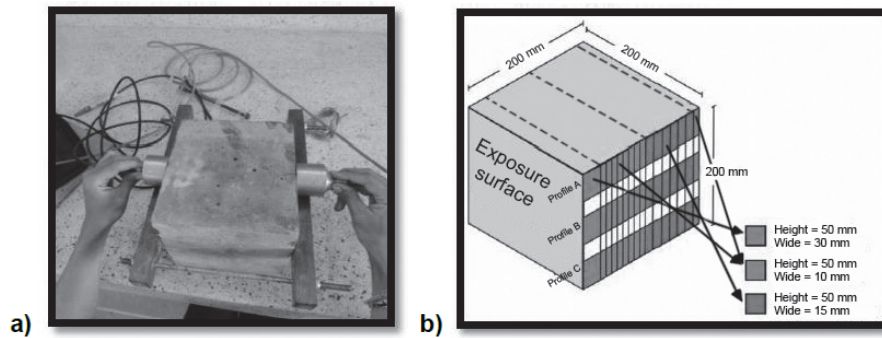 200 mm
200 mm
Exposure
surface
200 mm
Profile A
Profile B
Profile C
Height = 50 mm
Wide = 30 mm
Height = 50 mm
Wide = 10 mm
Height = 50 mm
Wide = 15 mm
a)
b)